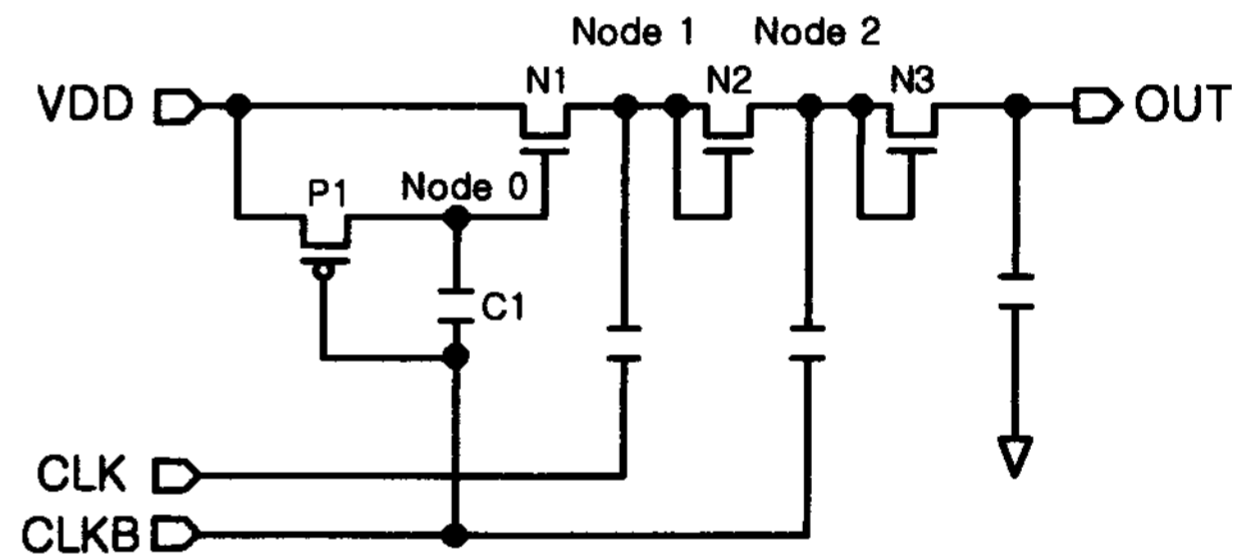 Node 1 Node 2
VDD N1 N2 N3 OUT
P1 Node 0
C1
CLK
CLKB